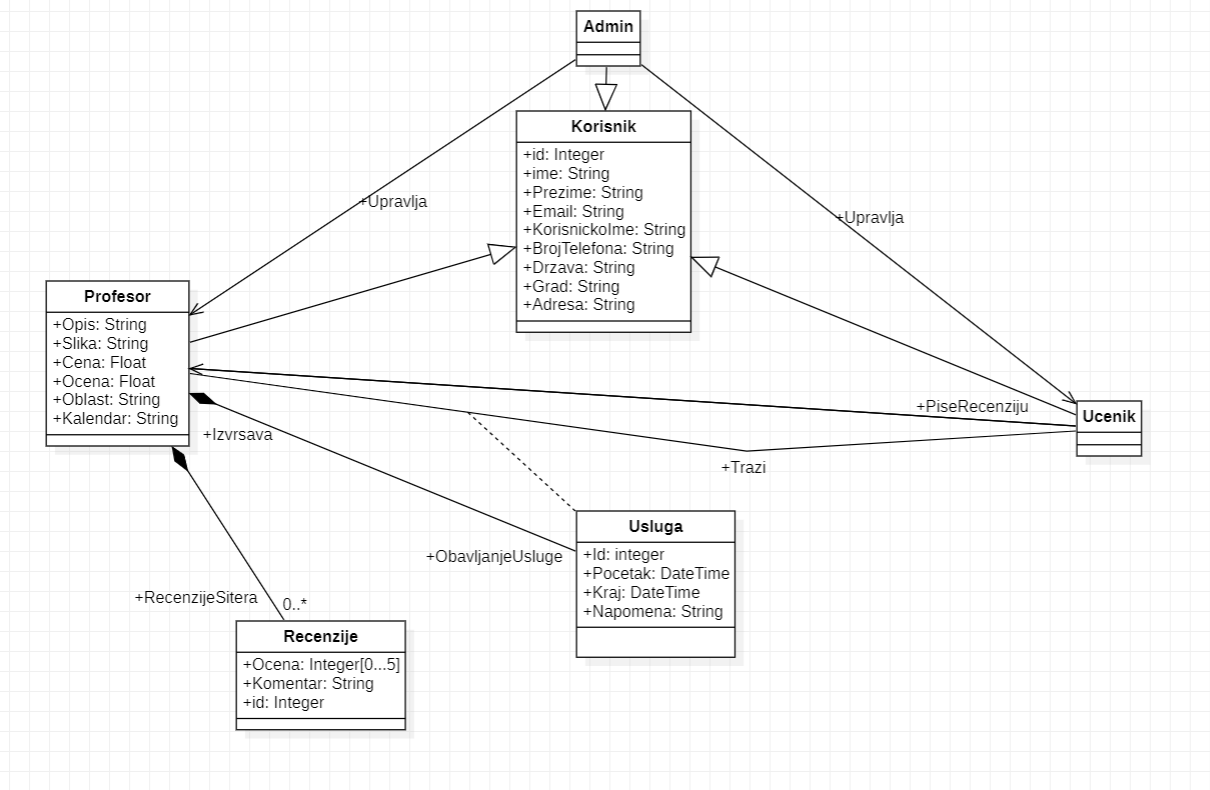 Admin
Korisnik
+id: Integer
+ime: String
+Prezime: String
+Email: String
+KorisnickoIme: String
+BrojTelefona: String
+Drzava: String
+Grad: String
+Adresa: String
+Upravlja
+Upravlja
Profesor
+Opis: String
+Slika: String
+Cena: Float
+Ocena: Float
+Oblast: String
+Kalendar: String
+PiseRecenziju
Ucenik
+Izvrsava
+Trazi
Usluga
+Id: integer
+Pocetak: DateTime
+Kraj: DateTime
+Napomena: String
+ObavljanjeUsluge
+RecenzijeSitera
0..*
Recenzije
+Ocena: Integer[0...5]
+Komentar: String
+id: Integer